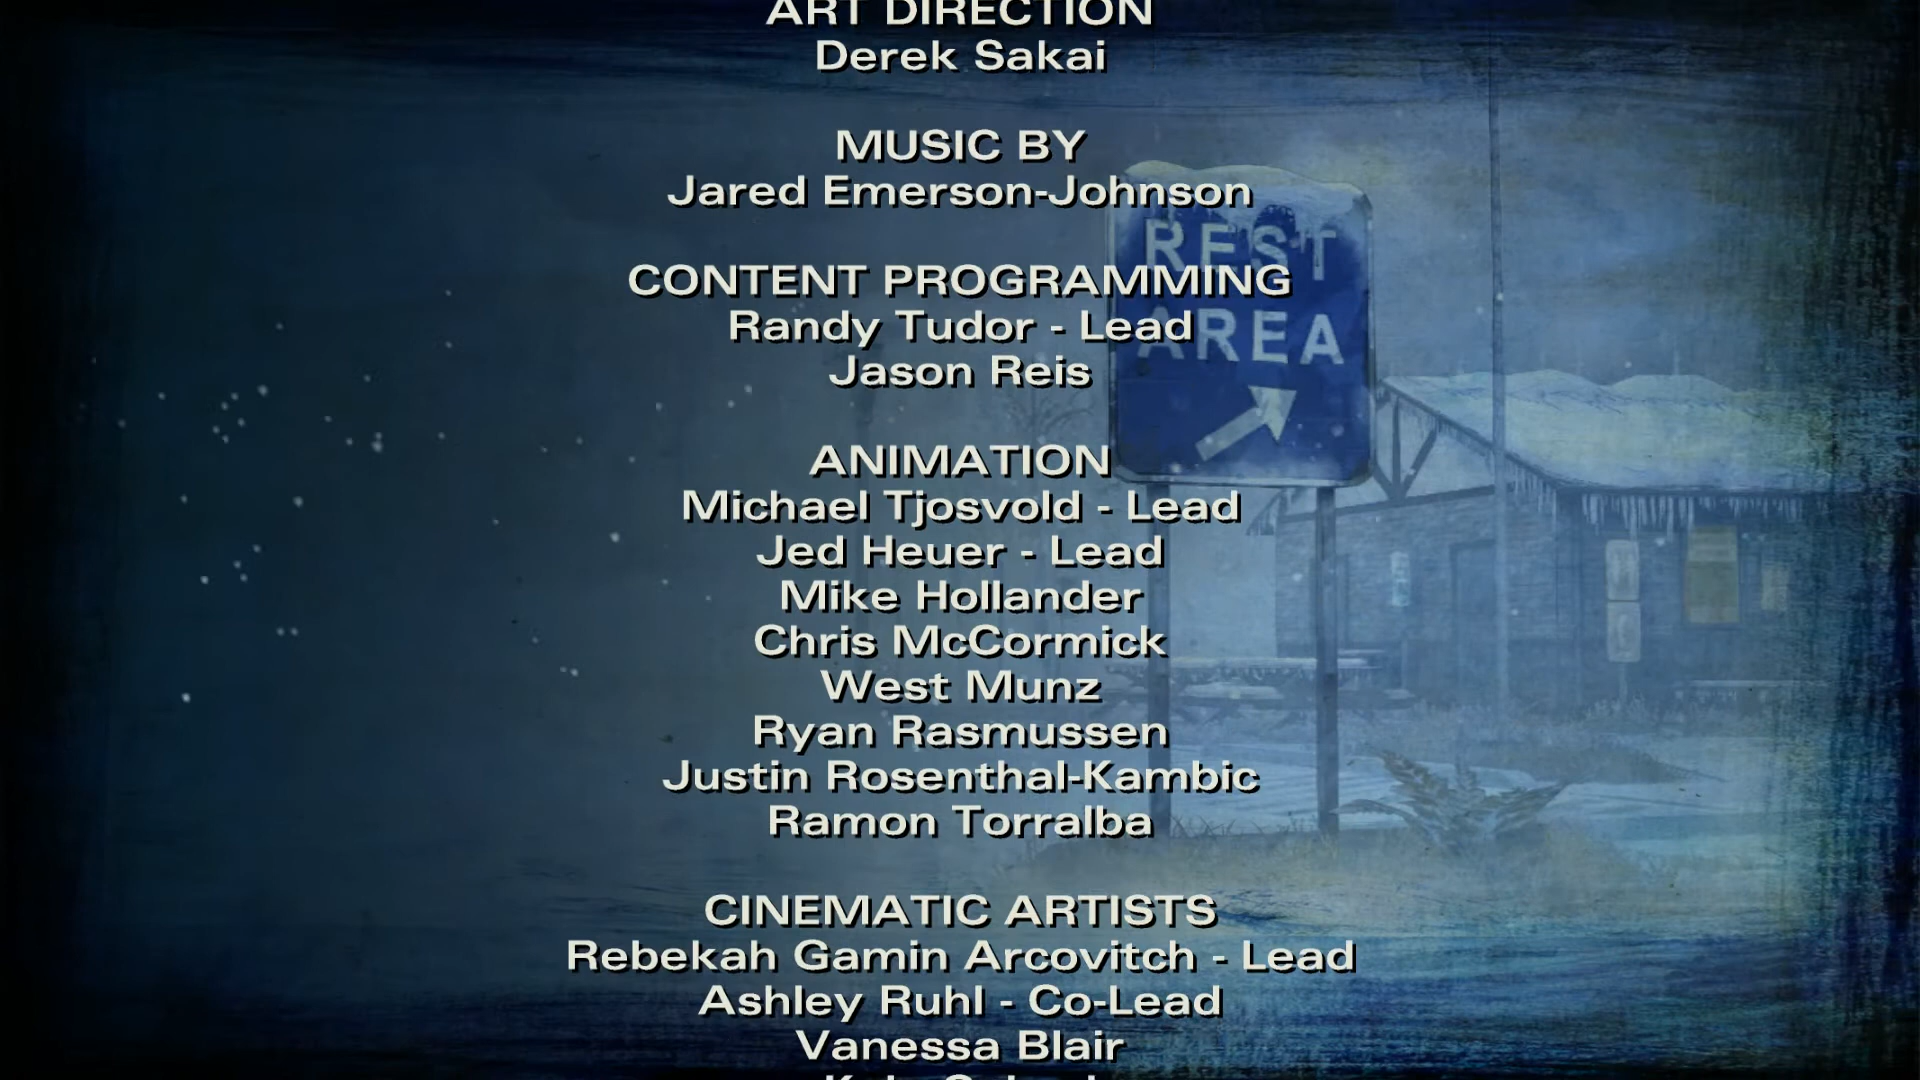 ART DIRECTION
Derek Sakai
MUSIC BY
Jared Emerson-Johnson
CONTENT PROGRAMMING
Randy Tudor - Lead
Jason Reis
ANIMATION
Michael Tjosvold - Lead
Jed Heuer - Lead
Mike Hollander
Chris McCormick
West Munz
Ryan Rasmussen
Justin Rosenthal-Kambic
Ramon Torralba
CINEMATIC ARTISTS
Rebekah Gamin Arcovitch - Lead
Ashley Ruhl - Co-Lead
Vanessa Blair
REST
AREA